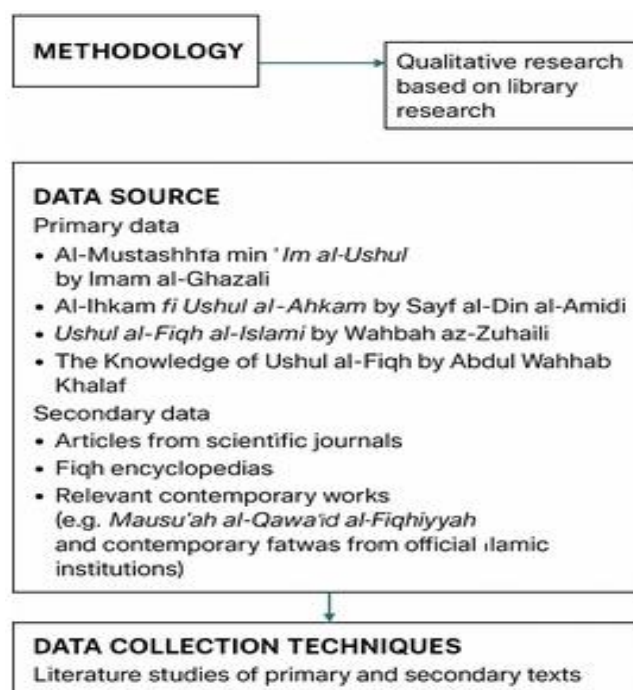 METHODOLOGY
Qualitative research
based on library
research
DATA SOURCE
Primary data
• Al-Mustashhfa min ' Im al-Ushul
by Imam al-Ghazali
• Al-Ihkam fi Ushul al-Ahkam by Sayf al-Din al-Amidi
• Ushul al-Fiqh al-Islami by Wahbah az-Zuhaili
• The Knowledge of Ushul al-Fiqh by Abdul Wahhab
Khalaf
Secondary data
• Articles from scientific journals
• Fiqh encyclopedias
• Relevant contemporary works
(e.g. Mausu'ah al-Qawa'id al-Fiqhiyyah
and contemporary fatwas from official ılamic
institutions)
DATA COLLECTION TECHNIQUES
Literature studies of primary and secondary texts